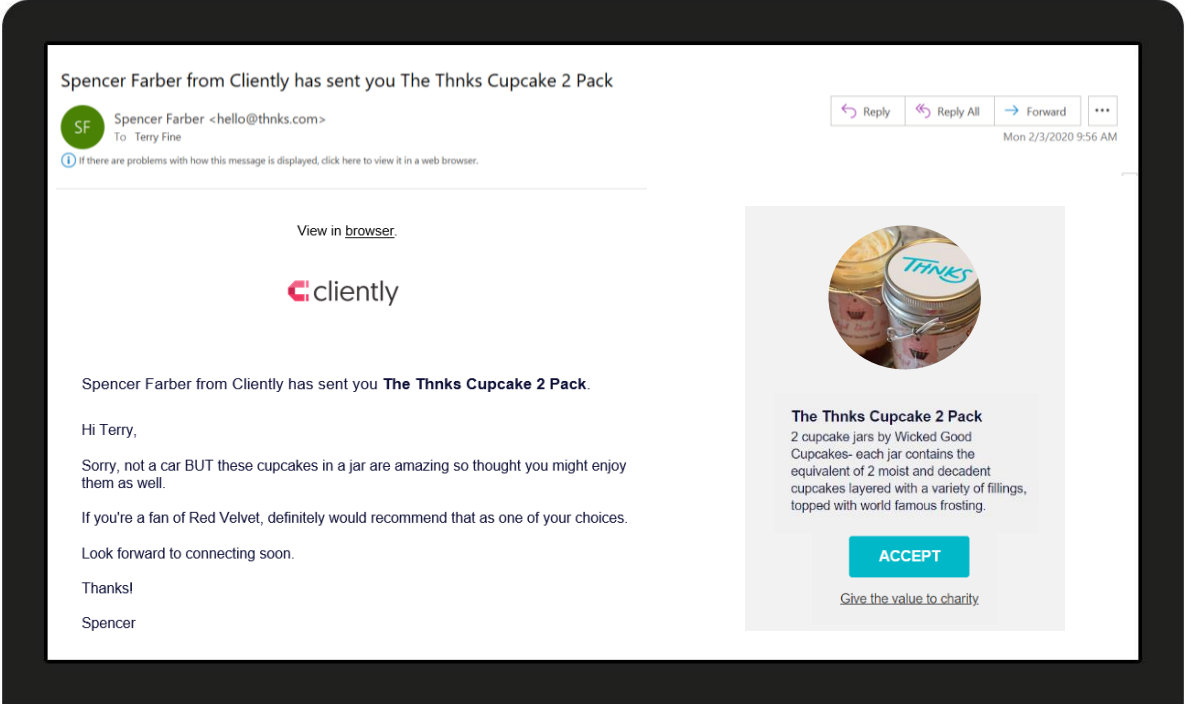 Spencer Farber from Cliently has sent you The Thnks Cupcake 2 Pack
SF
Spencer Farber <hello@thnks.com>
To Terry Fine
If there are problems with how this message is displayed, click here to view it in a web browser.
Reply
Reply All
Forward
Mon 2/3/2020 9:56 AM
View in browser.
cliently
Spencer Farber from Cliently has sent you The Thnks Cupcake 2 Pack.
Hi Terry,
Sorry, not a car BUT these cupcakes in a jar are amazing so thought you might enjoy
them as well.
If you're a fan of Red Velvet, definitely would recommend that as one of your choices.
Look forward to connecting soon.
Thanks!
Spencer
THNKS
The Thnks Cupcake 2 Pack
2 cupcake jars by Wicked Good
Cupcakes- each jar contains the
equivalent of 2 moist and decadent
cupcakes layered with a variety of fillings,
topped with world famous frosting.
ACCEPT
Give the value to charity